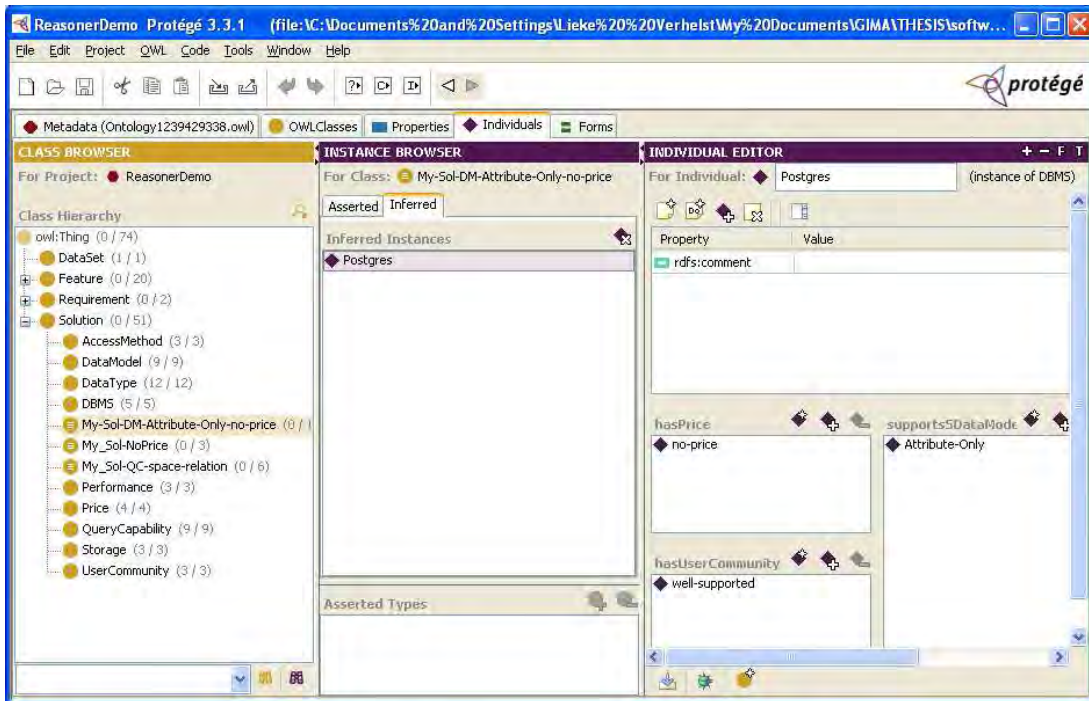 ReasonerDemo Protégé 3.3.1 (file:\C:\Documents%20and%20Settings\Lieke%20%20Verhelst\My%20Documents\GIMA\THESIS\softw...
File Edit Project OWL Code Tools Window Help
protégé
Metadata (Ontology1239429338.owl) OWLClasses Properties Individuals Forms
CLASS BROWSER
For Project: ReasonerDemo
Class Hierarchy
owl:Thing (0 / 74)
DataSet (1 / 1)
Feature (0 / 20)
Requirement (0 / 2)
Solution (0 / 51)
AccessMethod (3 / 3)
DataModel (9 / 9)
DataType (12 / 12)
DBMS (5 / 5)
My-Sol-DM-Attribute-Only-no-price (0 / 1
My_Sol-NoPrice (0 / 3)
My_Sol-QC-space-relation (0 / 6)
Performance (3 / 3)
Price (4 / 4)
QueryCapability (9 / 9)
Storage (3 / 3)
UserCommunity (3 / 3)
INSTANCE BROWSER
For Class: My-Sol-DM-Attribute-Only-no-price
Asserted Inferred
Inferred Instances
Postgres
Asserted Types
INDIVIDUAL EDITOR + − F T
For Individual: Postgres (instance of DBMS)
Property Value
rdfs:comment
hasPrice
no-price
supportsSDataMode
Attribute-Only
hasUserCommunity
well-supported